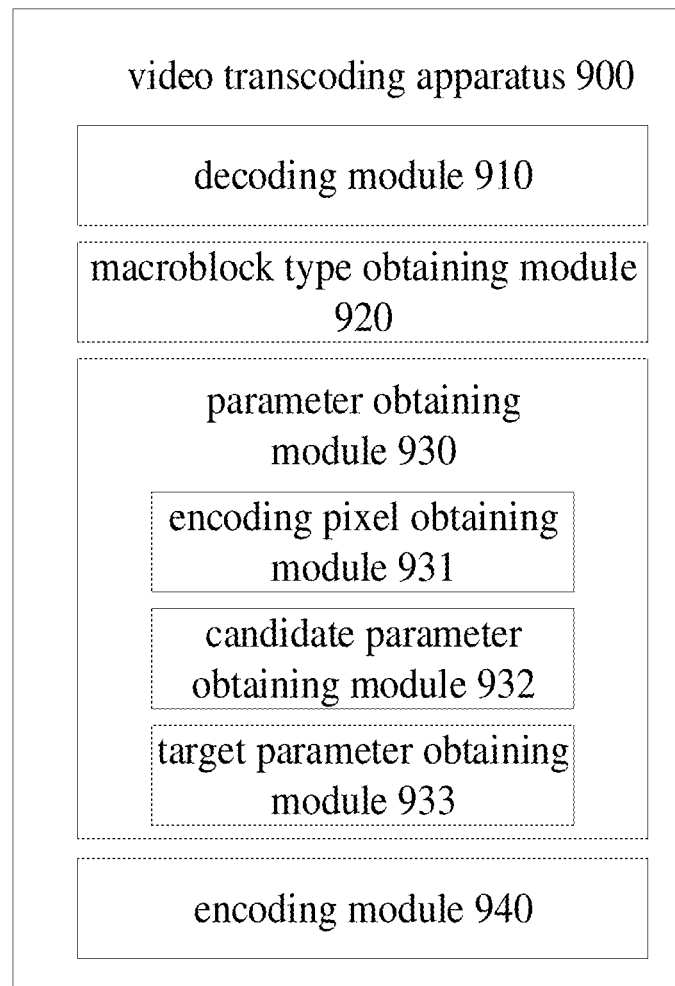 video transcoding apparatus 900
decoding module 910
macroblock type obtaining module
920
parameter obtaining
module 930
encoding pixel obtaining
module 931
candidate parameter
obtaining module 932
target parameter obtaining
module 933
encoding module 940